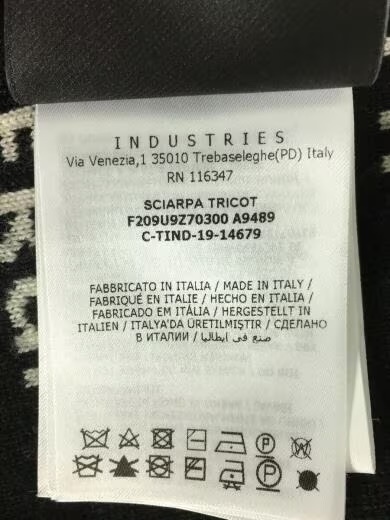 INDUSTRIES
Via Venezia,1 35010 Trebaseleghe(PD) Italy
RN 116347
SCIARPA TRICOT
F209U9Z70300 A9489
C-TIND-19-14679
FABBRICATO IN ITALIA / MADE IN ITALY /
FABRIQUÉ EN ITALIE / HECHO EN ITALIA /
FABRICADO EM ITÁLIA / HERGESTELLT IN
ITALIEN / ITALYA'DA ÜRETILMIŞTIR / СДЕЛАНО
В ИТАЛИИ / صنع في ايطاليا